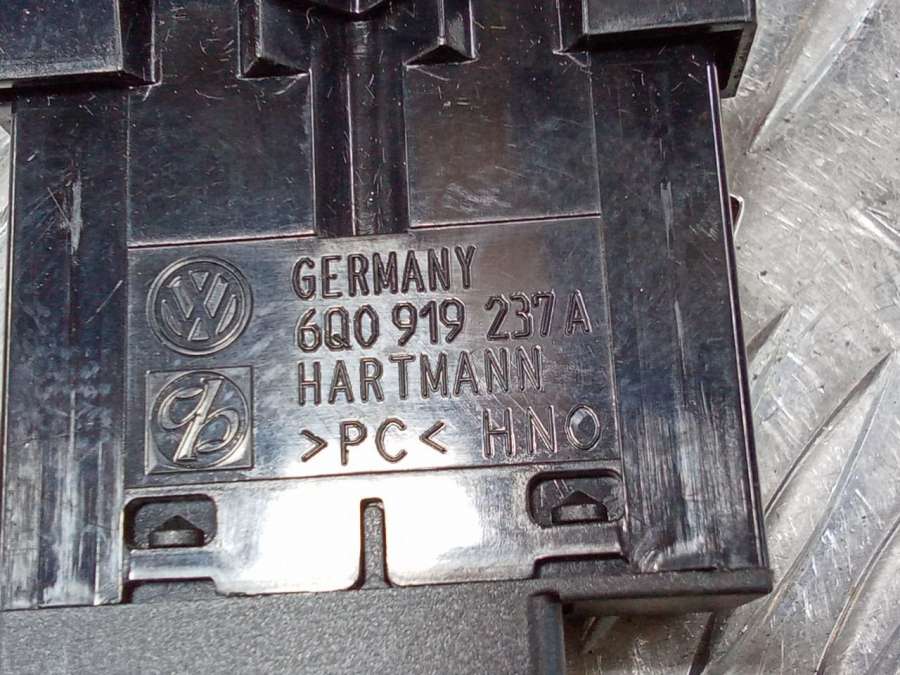 GERMANY
6Q0 919 237 A
HARTMANN
>PC< HNO